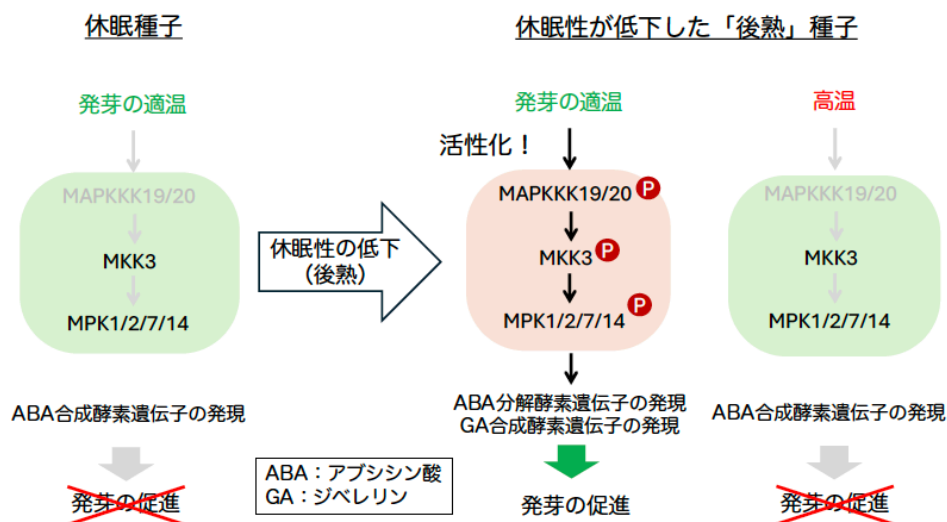 休眠種子
発芽の適温
MAPKKK19/20
MKK3
MPK1/2/7/14
ABA合成酵素遺伝子の発現
発芽の促進
休眠性の低下
(後熟)
ABA：アブシシン酸
GA：ジベレリン
休眠性が低下した「後熟」種子
発芽の適温
活性化！
MAPKKK19/20 P
MKK3 P
MPK1/2/7/14 P
ABA分解酵素遺伝子の発現
GA合成酵素遺伝子の発現
発芽の促進
高温
MAPKKK19/20
MKK3
MPK1/2/7/14
ABA合成酵素遺伝子の発現
発芽の促進